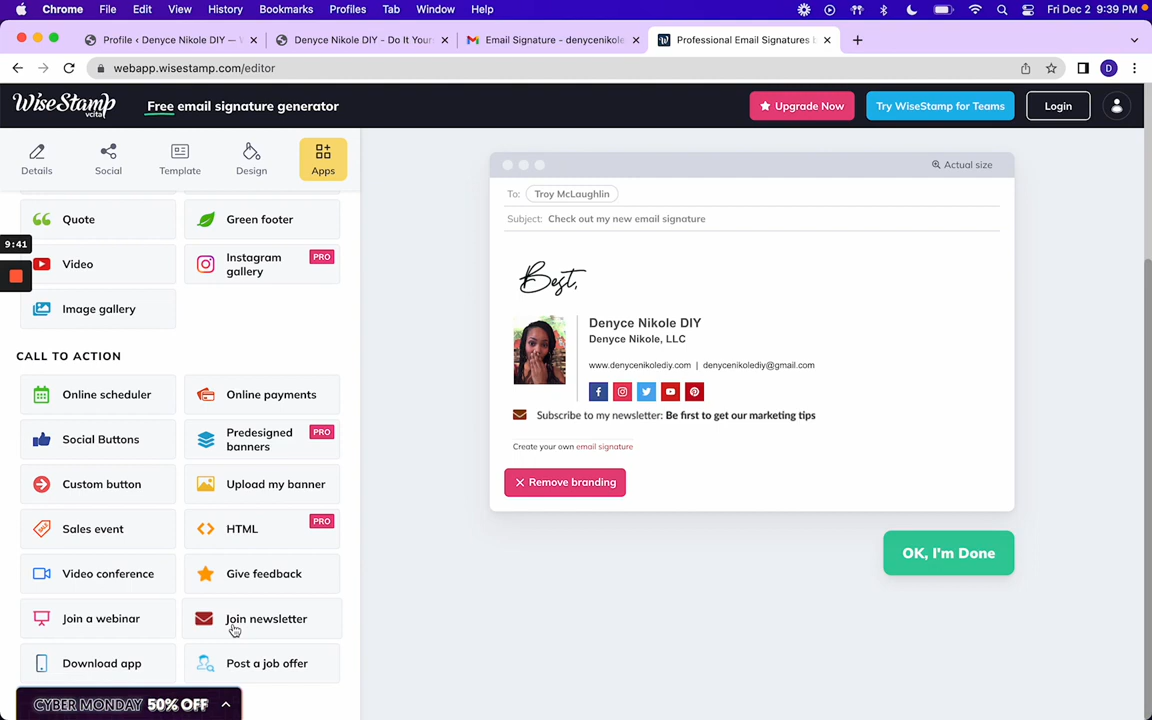 Chrome File Edit View History Bookmarks Profiles Tab Window Help Fri Dec 2 9:39 PM
Profile ‹ Denyce Nikole DIY — Denyce Nikole DIY - Do It Your Email Signature - denycenikole Professional Email Signatures
webapp.wisestamp.com/editor D
WiseStamp vcita Free email signature generator Upgrade Now Try WiseStamp for Teams Login
Details Social Template Design Apps
Actual size
To: Troy McLaughlin
Subject: Check out my new email signature
Quote Green footer
9:41
Video Instagram gallery PRO
Image gallery
CALL TO ACTION
Online scheduler Online payments
Social Buttons Predesigned banners PRO
Custom button Upload my banner
Sales event HTML PRO
Video conference Give feedback
Join a webinar Join newsletter
Download app Post a job offer
CYBER MONDAY 50% OFF
Best,
Denyce Nikole DIY
Denyce Nikole, LLC
www.denycenikolediy.com | denycenikolediy@gmail.com
Subscribe to my newsletter: Be first to get our marketing tips
Create your own email signature
Remove branding
OK, I'm Done